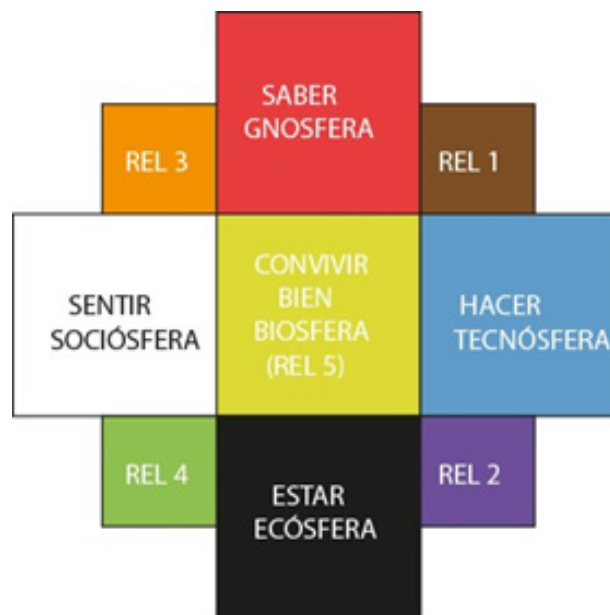 SABER
GNOSFERA
REL 3
REL 1
SENTIR
SOCIÓSFERA
CONVIVIR
BIEN
BIOSFERA
(REL 5)
HACER
TECNÓSFERA
REL 4
REL 2
ESTAR
ECÓSFERA